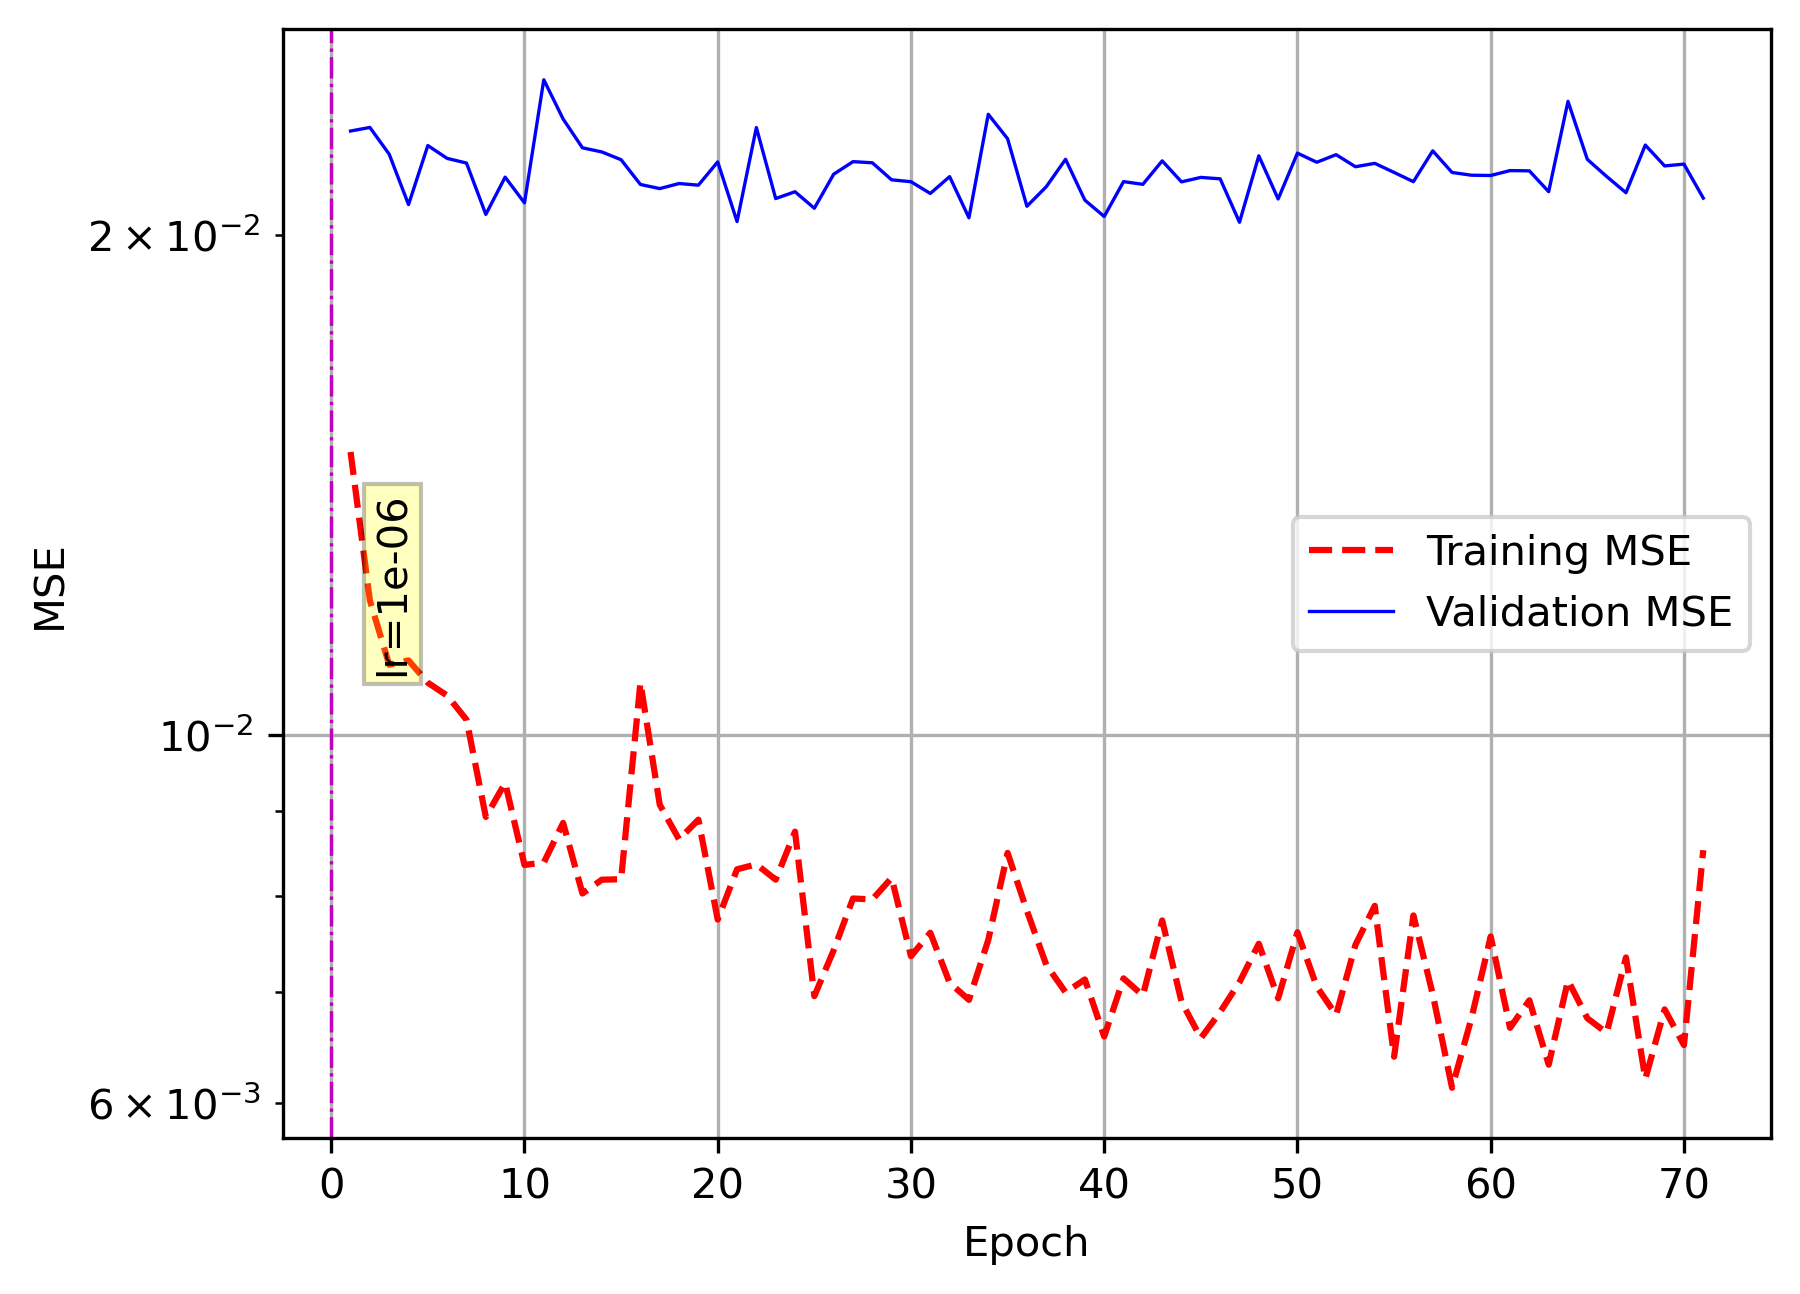 MSE
2 × 10⁻²
10⁻²
6 × 10⁻³
lr=1e-06
Training MSE
Validation MSE
0 10 20 30 40 50 60 70
Epoch